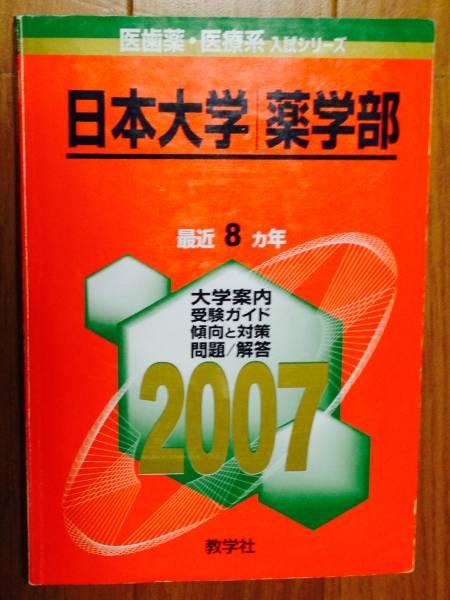 医歯薬・医療系 入試シリーズ
日本大学 薬学部
最近 8 カ年
大学案内
受験ガイド
傾向と対策
問題/解答
2007
教学社